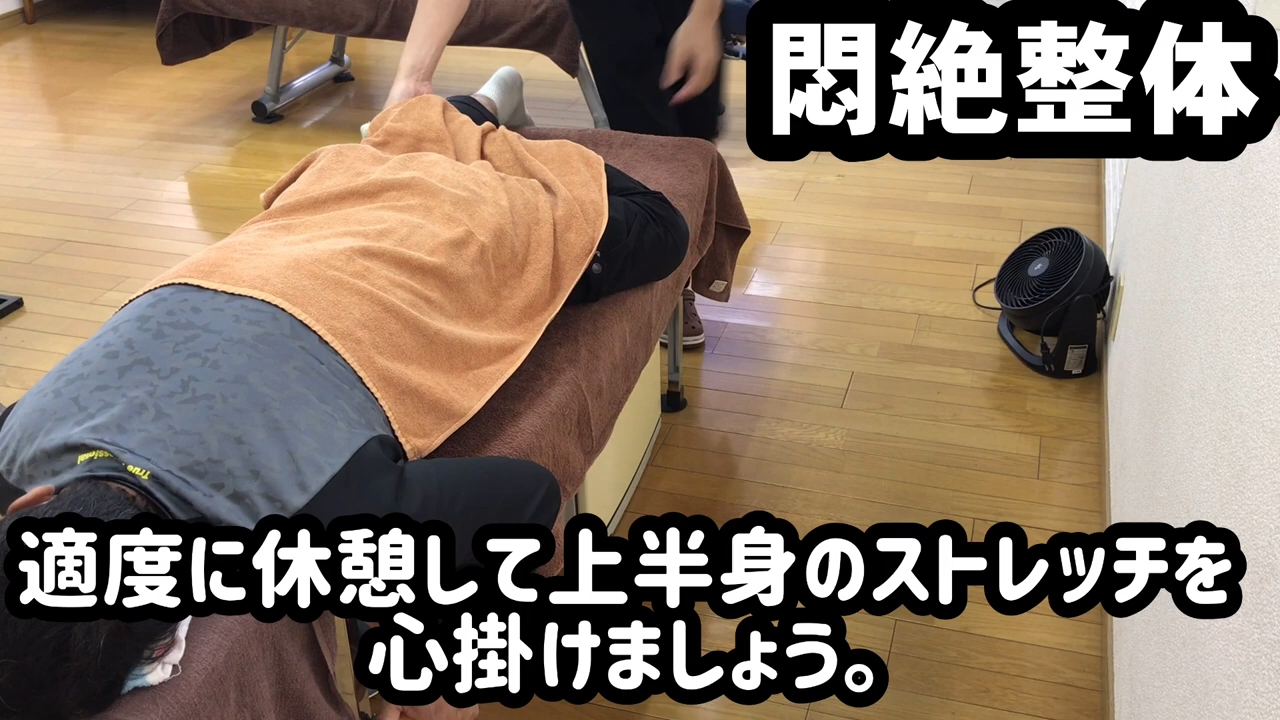 悶絶整体
適度に休憩して上半身のストレッチを
心掛けましょう。